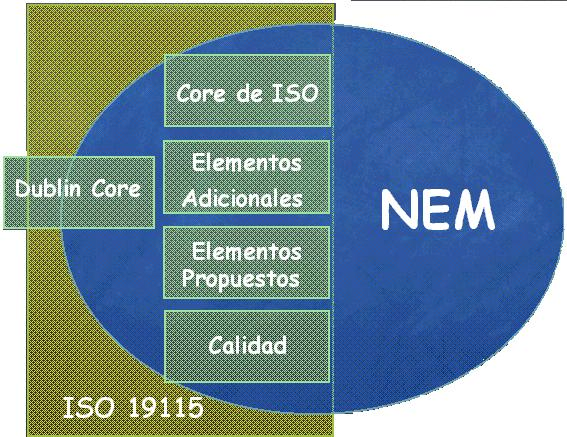 Core de ISO
Elementos
Adicionales
Dublin Core
NEM
Elementos
Propuestos
Calidad
ISO 19115